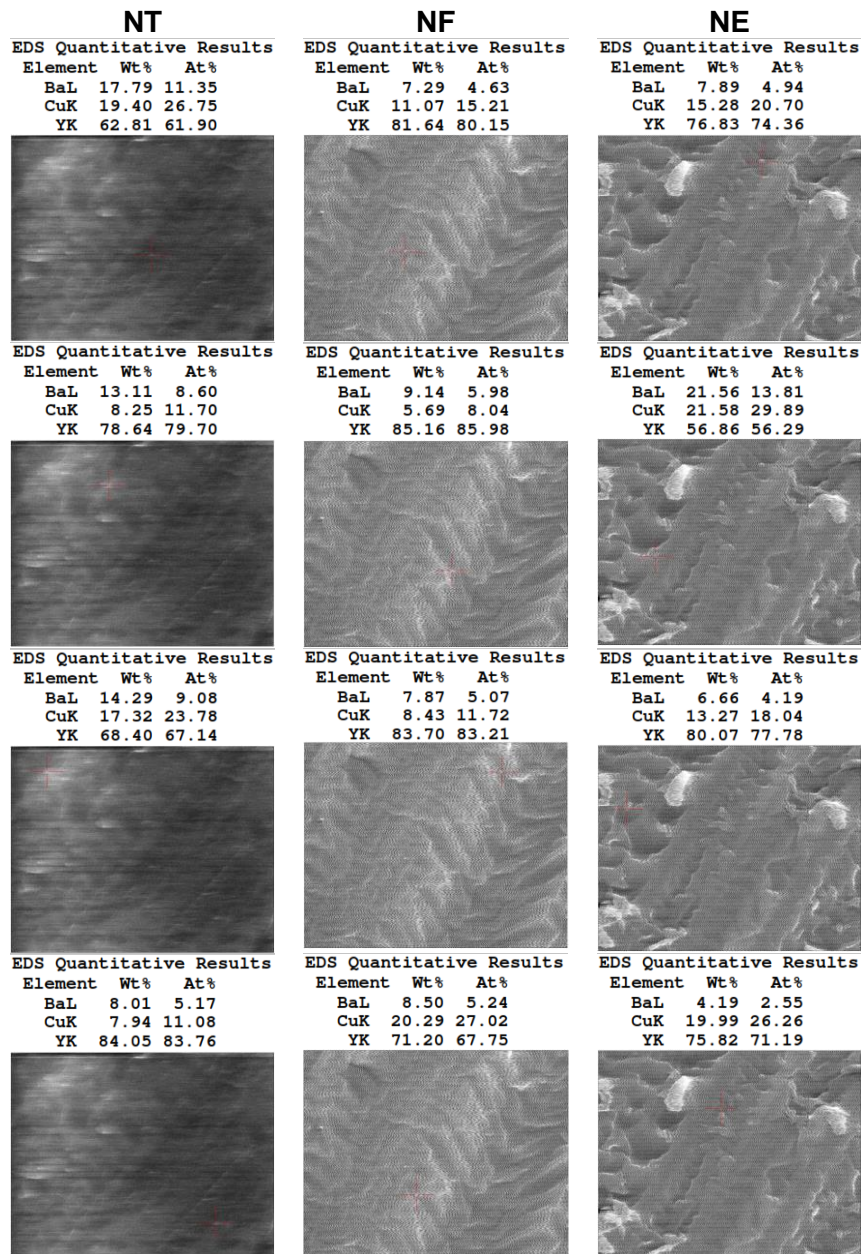 NT NF NE
EDS Quantitative Results
Element Wt% At%
BaL 17.79 11.35
CuK 19.40 26.75
YK 62.81 61.90
EDS Quantitative Results
Element Wt% At%
BaL 7.29 4.63
CuK 11.07 15.21
YK 81.64 80.15
EDS Quantitative Results
Element Wt% At%
BaL 7.89 4.94
CuK 15.28 20.70
YK 76.83 74.36
EDS Quantitative Results
Element Wt% At%
BaL 13.11 8.60
CuK 8.25 11.70
YK 78.64 79.70
EDS Quantitative Results
Element Wt% At%
BaL 9.14 5.98
CuK 5.69 8.04
YK 85.16 85.98
EDS Quantitative Results
Element Wt% At%
BaL 21.56 13.81
CuK 21.58 29.89
YK 56.86 56.29
EDS Quantitative Results
Element Wt% At%
BaL 14.29 9.08
CuK 17.32 23.78
YK 68.40 67.14
EDS Quantitative Results
Element Wt% At%
BaL 7.87 5.07
CuK 8.43 11.72
YK 83.70 83.21
EDS Quantitative Results
Element Wt% At%
BaL 6.66 4.19
CuK 13.27 18.04
YK 80.07 77.78
EDS Quantitative Results
Element Wt% At%
BaL 8.01 5.17
CuK 7.94 11.08
YK 84.05 83.76
EDS Quantitative Results
Element Wt% At%
BaL 8.50 5.24
CuK 20.29 27.02
YK 71.20 67.75
EDS Quantitative Results
Element Wt% At%
BaL 4.19 2.55
CuK 19.99 26.26
YK 75.82 71.19